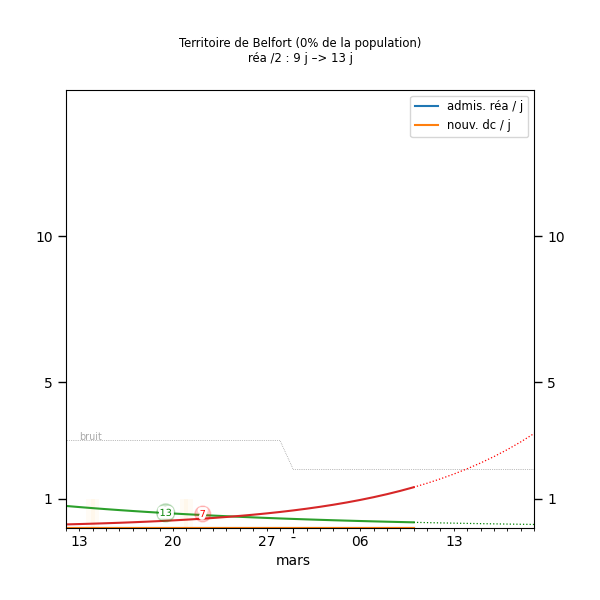 Territoire de Belfort (0% de la population)
réa /2 : 9 j –> 13 j
admis. réa / j
nouv. dc / j
10 10
5 5
bruit
1 13 7 1
13 20 27 - 06 13
mars